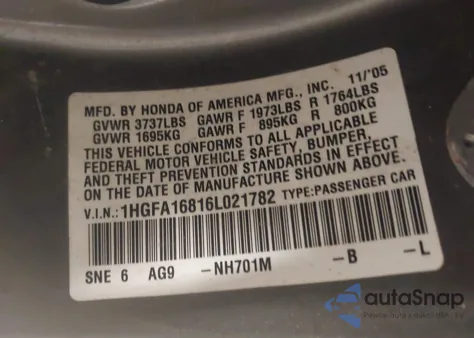 MFD. BY HONDA OF AMERICA MFG., INC. 11/'05
GVWR 3737LBS GAWR F 1973LBS R 1764LBS
GVWR 1695KG GAWR F 895KG R 800KG
THIS VEHICLE CONFORMS TO ALL APPLICABLE
FEDERAL MOTOR VEHICLE SAFETY, BUMPER,
AND THEFT PREVENTION STANDARDS IN EFFECT
ON THE DATE OF MANUFACTURE SHOWN ABOVE.
V.I.N.: 1HGFA16816L021782 TYPE:PASSENGER CAR
SNE 6 AG9 -NH701M -B -L
autoSnap